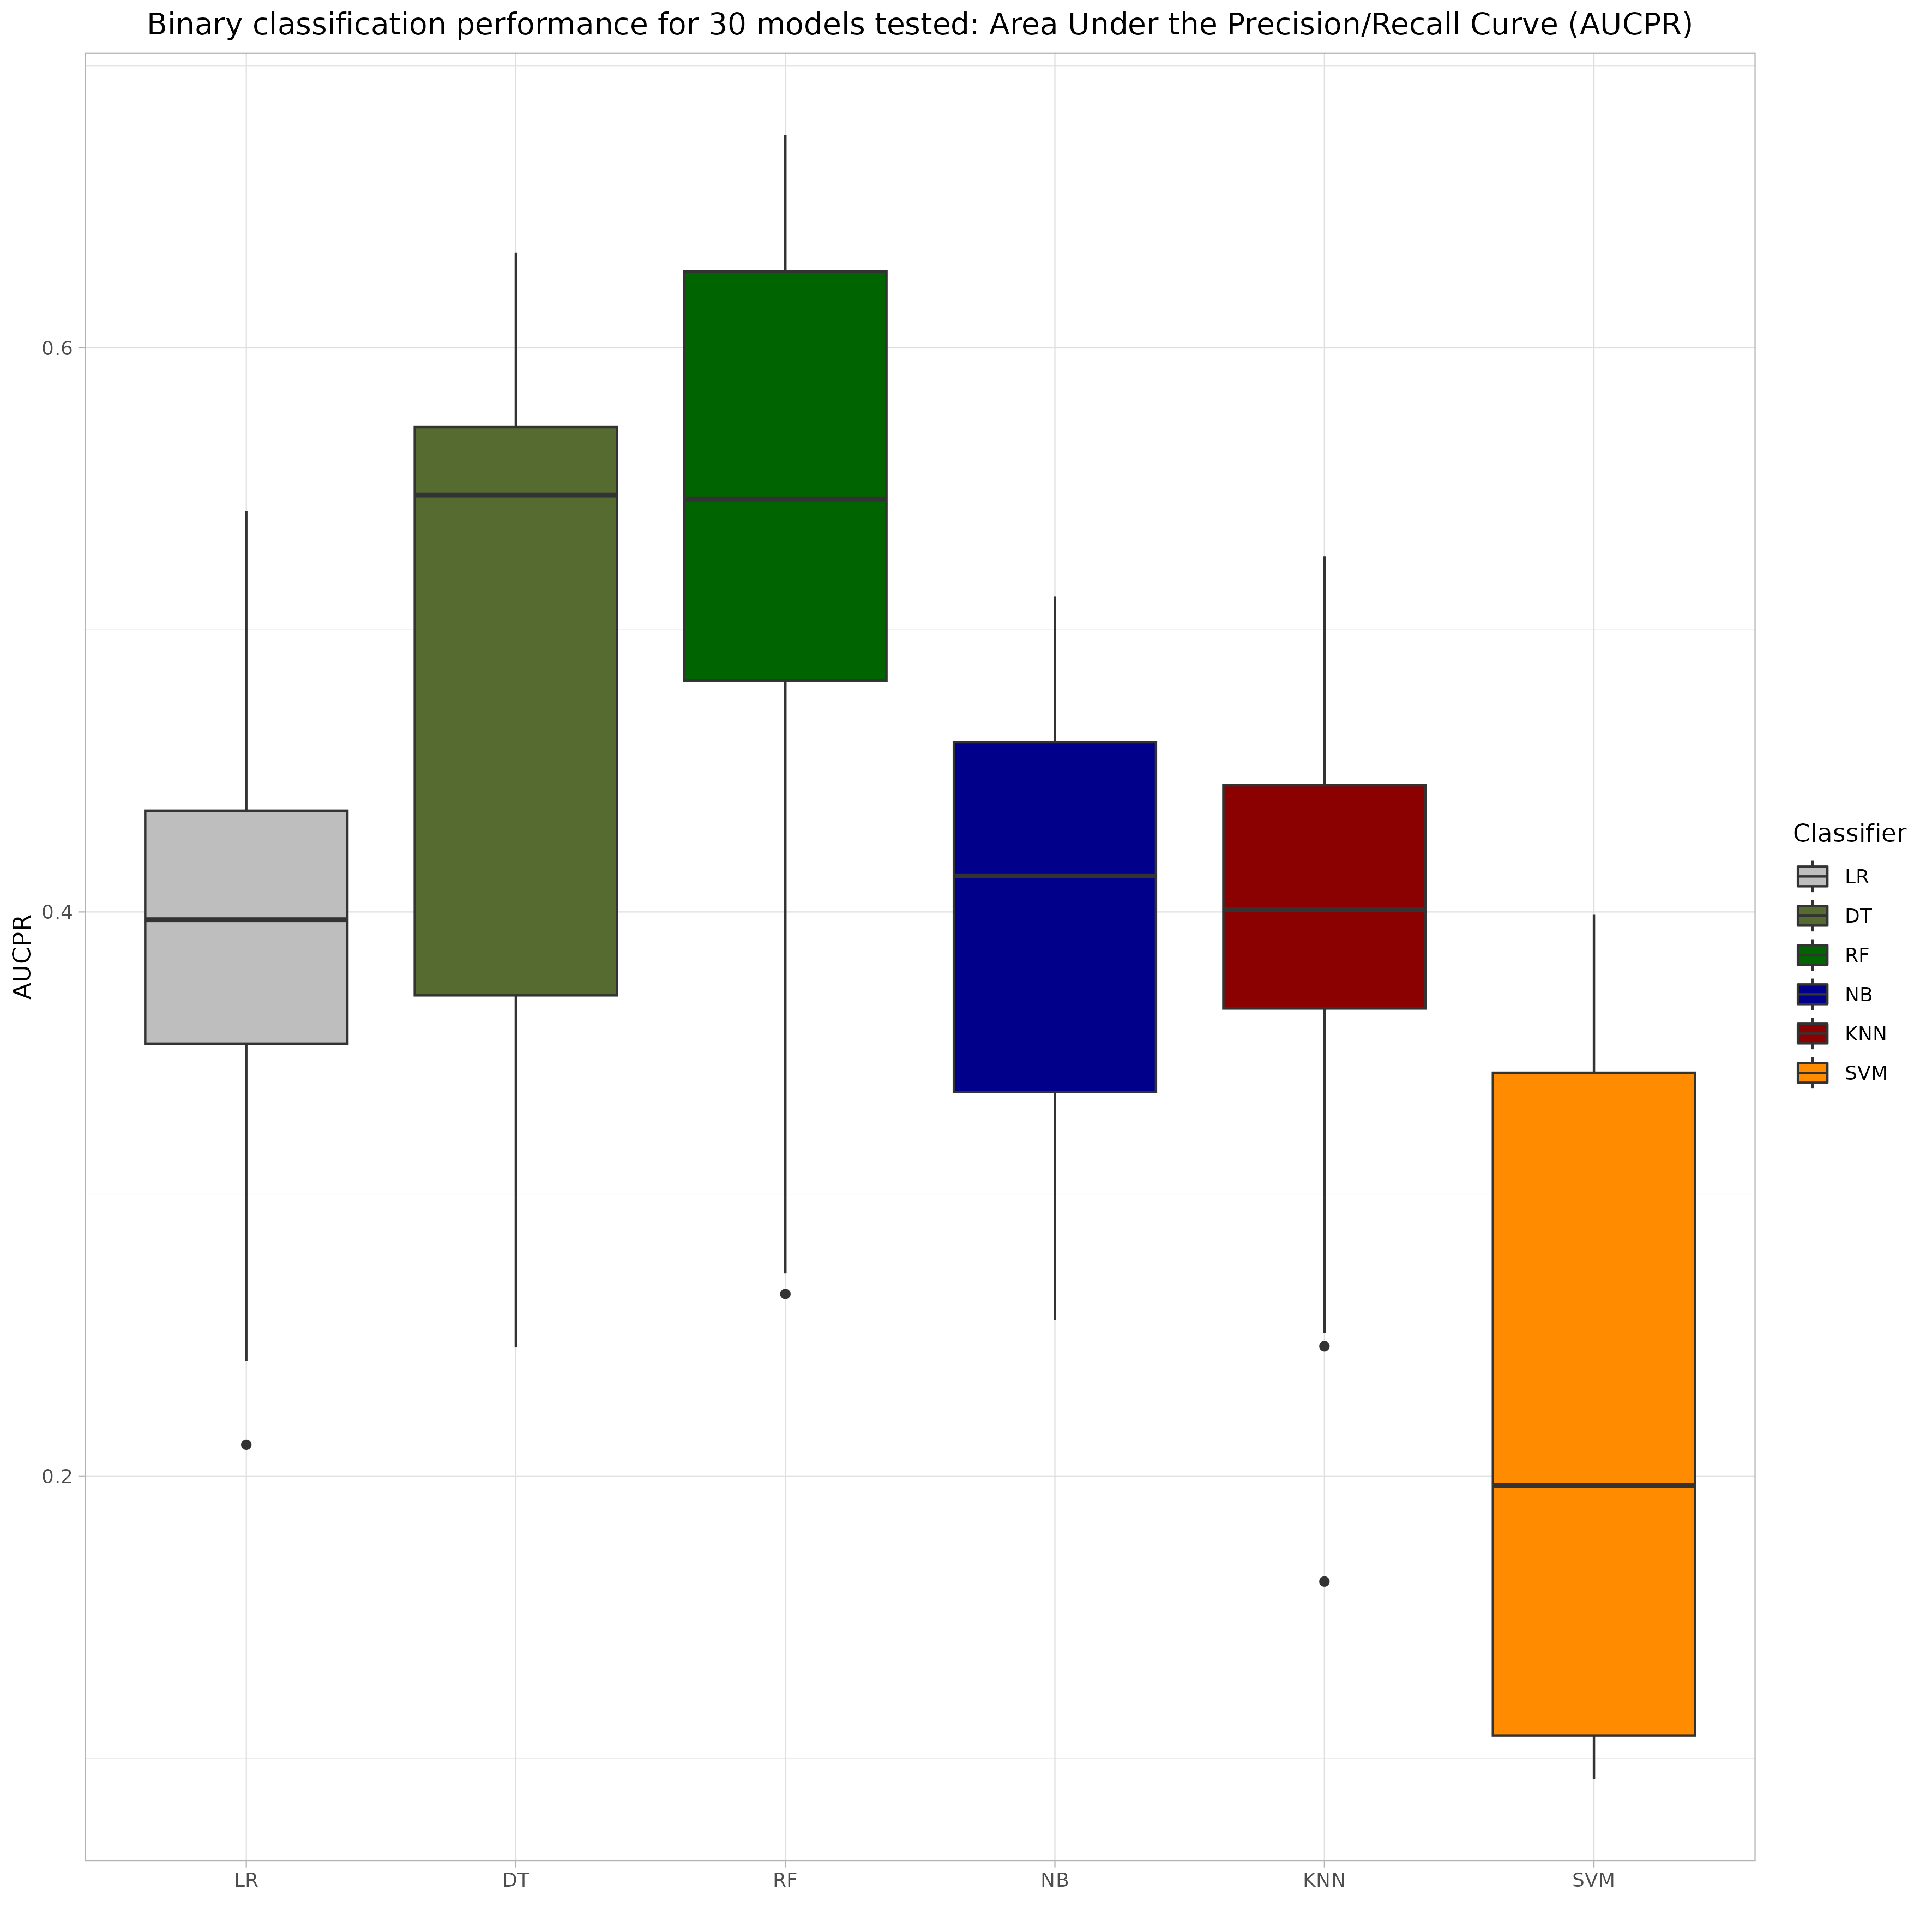 Binary classification performance for 30 models tested: Area Under the Precision/Recall Curve (AUCPR)
0.6
0.4
0.2
AUCPR
LR
DT
RF
NB
KNN
SVM
Classifier
LR
DT
RF
NB
KNN
SVM